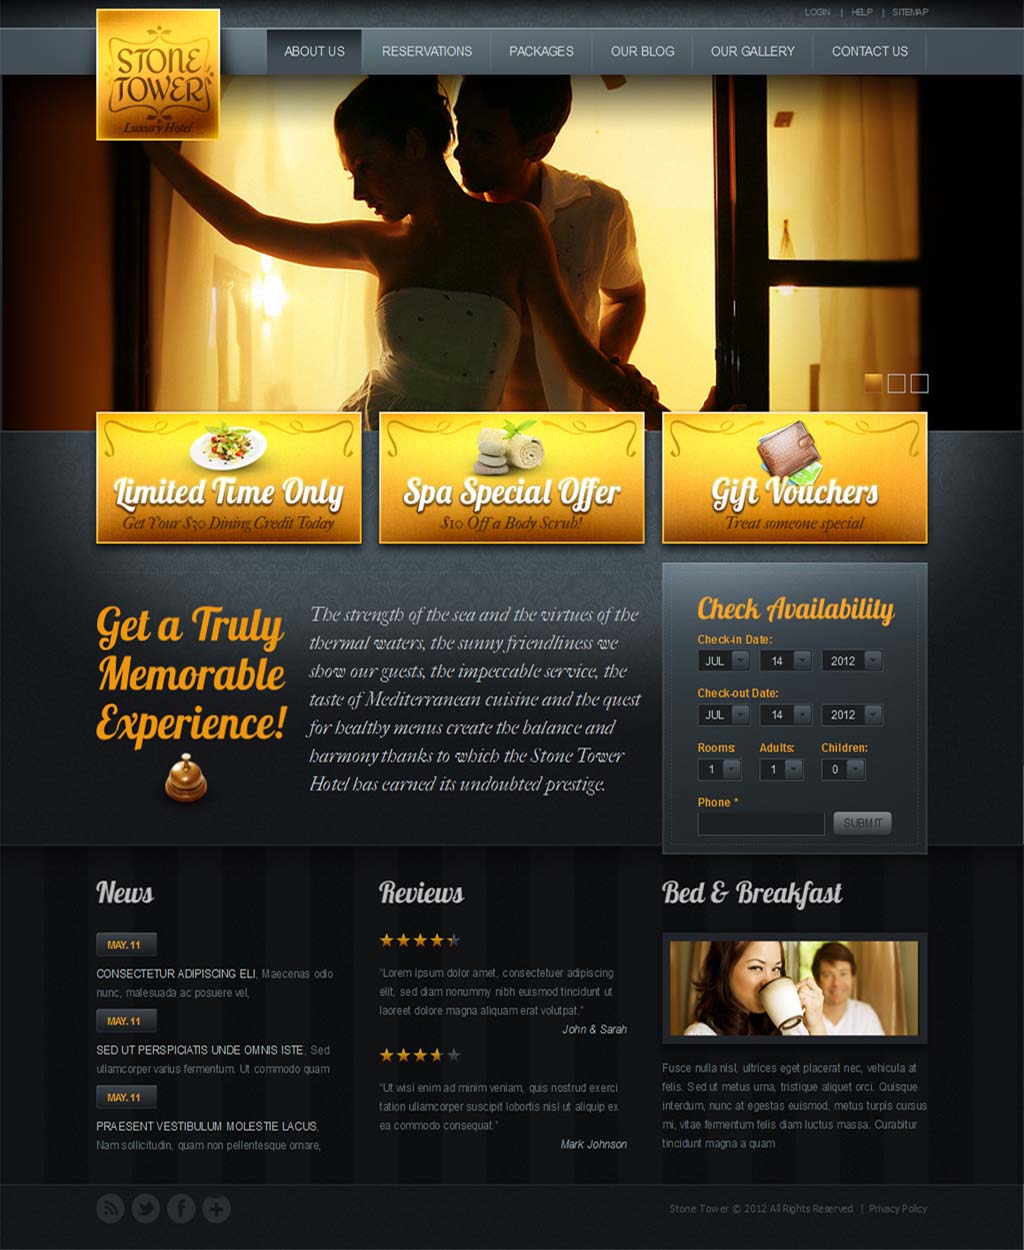 LOGIN | HELP | SITEMAP
STONE
TOWER
Luxury Hotel
ABOUT US
RESERVATIONS
PACKAGES
OUR BLOG
OUR GALLERY
CONTACT US
Limited Time Only
Get Your $30 Dining Credit Today
Spa Special Offer
$10 Off a Body Scrub!
Gift Vouchers
Treat someone special
Get a Truly
Memorable
Experience!
The strength of the sea and the virtues of the
thermal waters, the sunny friendliness we
show our guests, the impeccable service, the
taste of Mediterranean cuisine and the quest
for healthy menus create the balance and
harmony thanks to which the Stone Tower
Hotel has earned its undoubted prestige.
Check Availability
Check-in Date:
JUL 14 2012
Check-out Date:
JUL 14 2012
Rooms: Adults: Children:
1 1 0
Phone *
SUBMIT
News
MAY. 11
CONSECTETUR ADIPISCING ELI, Maecenas odio
nunc, malesuada ac posuere vel,
MAY. 11
SED UT PERSPICIATIS UNDE OMNIS ISTE, Sed
ullamcorper varius fermentum. Ut commodo quam
MAY. 11
PRAESENT VESTIBULUM MOLESTIE LACUS,
Nam sollicitudin, quam non pellentesque ornare,
Reviews
"Lorem ipsum dolor amet, consectetuer adipiscing
elit, sed diam nonummy nibh euismod tincidunt ut
laoreet dolore magna aliquam erat volutpat."
John & Sarah
"Ut wisi enim ad minim veniam, quis nostrud exerci
tation ullamcorper suscipit lobortis nisl ut aliquip ex
ea commodo consequat."
Mark Johnson
Bed & Breakfast
Fusce nulla nisl, ultrices eget placerat nec, vehicula at
felis. Sed ut metus urna, tristique aliquet orci. Quisque
interdum, nunc at egestas euismod, metus turpis cursus
mi, vitae fermentum felis diam luctus massa. Curabitur
tincidunt magna a quam
Stone Tower © 2012 All Rights Reserved | Privacy Policy